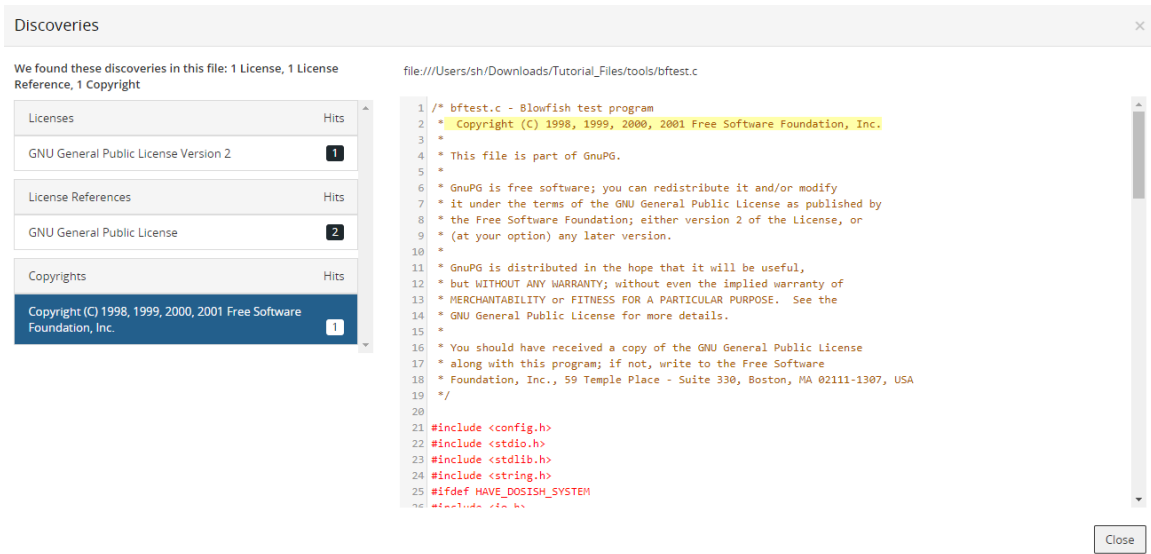 Discoveries
×
We found these discoveries in this file: 1 License, 1 License
Reference, 1 Copyright
Licenses Hits
GNU General Public License Version 2 1
License References Hits
GNU General Public License 2
Copyrights Hits
Copyright (C) 1998, 1999, 2000, 2001 Free Software
Foundation, Inc. 1
file:///Users/sh/Downloads/Tutorial_Files/tools/bftest.c
1 /* bftest.c - Blowfish test program
2 * Copyright (C) 1998, 1999, 2000, 2001 Free Software Foundation, Inc.
3 *
4 * This file is part of GnuPG.
5 *
6 * GnuPG is free software; you can redistribute it and/or modify
7 * it under the terms of the GNU General Public License as published by
8 * the Free Software Foundation; either version 2 of the License, or
9 * (at your option) any later version.
10 *
11 * GnuPG is distributed in the hope that it will be useful,
12 * but WITHOUT ANY WARRANTY; without even the implied warranty of
13 * MERCHANTABILITY or FITNESS FOR A PARTICULAR PURPOSE. See the
14 * GNU General Public License for more details.
15 *
16 * You should have received a copy of the GNU General Public License
17 * along with this program; if not, write to the Free Software
18 * Foundation, Inc., 59 Temple Place - Suite 330, Boston, MA 02111-1307, USA
19 */
20
21 #include <config.h>
22 #include <stdio.h>
23 #include <stdlib.h>
24 #include <string.h>
25 #ifdef HAVE_DOSISH_SYSTEM
26 #include <io.h>
Close